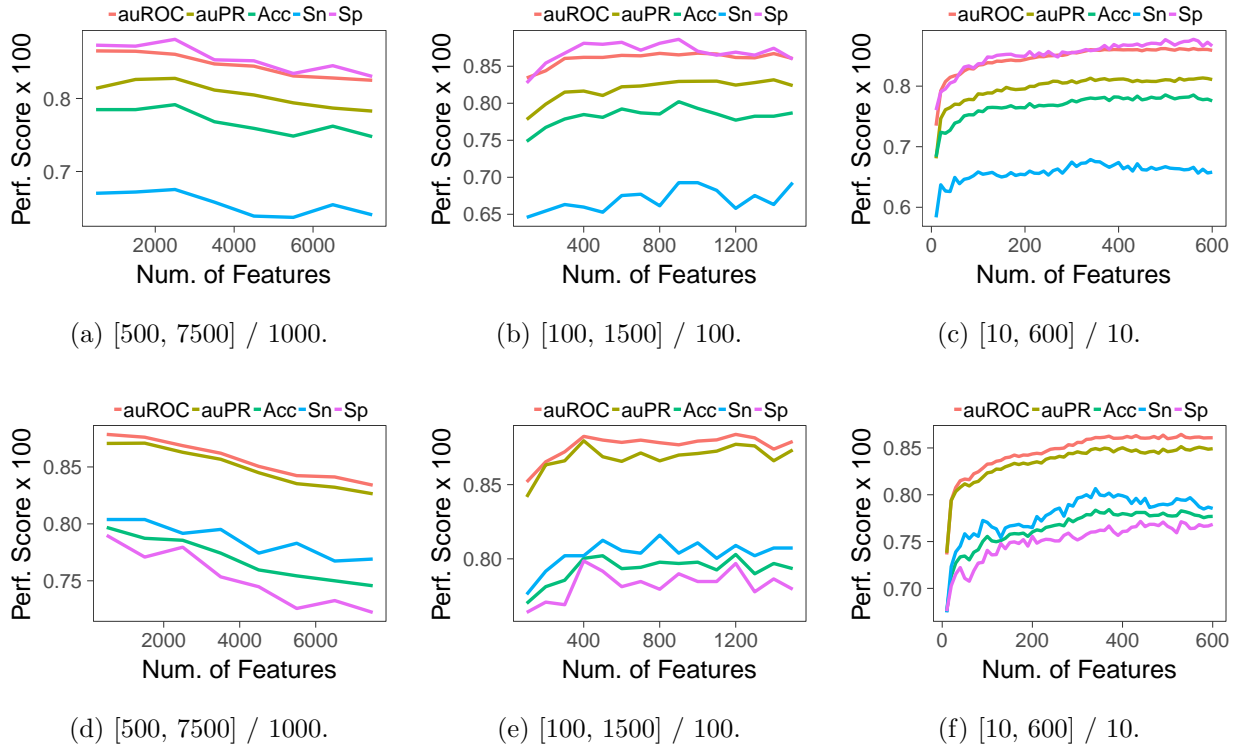 auROC auPR Acc Sn Sp
Perf. Score x 100
0.8
0.7
2000 4000 6000
Num. of Features
(a) [500, 7500] / 1000.
auROC auPR Acc Sn Sp
Perf. Score x 100
0.85
0.80
0.75
0.70
0.65
400 800 1200
Num. of Features
(b) [100, 1500] / 100.
auROC auPR Acc Sn Sp
Perf. Score x 100
0.9
0.8
0.7
0.6
0 200 400 600
Num. of Features
(c) [10, 600] / 10.
auROC auPR Acc Sn Sp
Perf. Score x 100
0.85
0.80
0.75
2000 4000 6000
Num. of Features
(d) [500, 7500] / 1000.
auROC auPR Acc Sn Sp
Perf. Score x 100
0.85
0.80
400 800 1200
Num. of Features
(e) [100, 1500] / 100.
auROC auPR Acc Sn Sp
Perf. Score x 100
0.85
0.80
0.75
0.70
0 200 400 600
Num. of Features
(f) [10, 600] / 10.